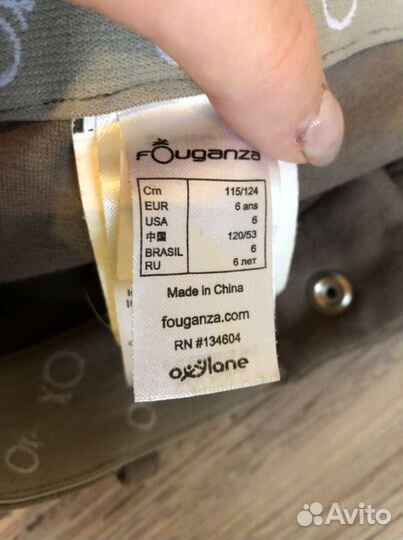 FOuganza
Cm 115/124
EUR 6 ans
USA 6
中国 120/53
BRASIL 6
RU 6 лет
Made in China
fouganza.com
RN #134604
oxylane
Avito